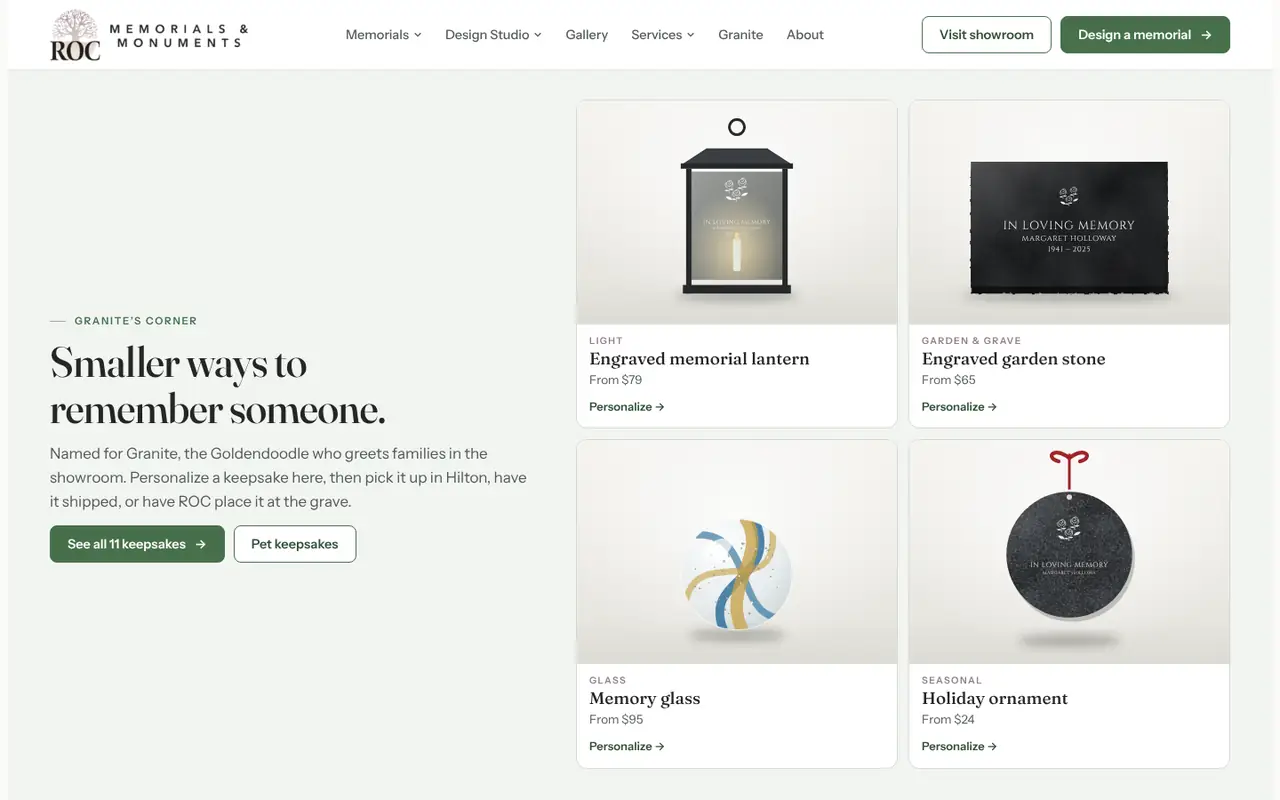 ROC MEMORIALS &
MONUMENTS
Memorials
Design Studio
Gallery
Services
Granite
About
Visit showroom
Design a memorial →
GRANITE'S CORNER
Smaller ways to
remember someone.
Named for Granite, the Goldendoodle who greets families in the
showroom. Personalize a keepsake here, then pick it up in Hilton, have
it shipped, or have ROC place it at the grave.
See all 11 keepsakes →
Pet keepsakes
IN LOVING MEMORY
LIGHT
Engraved memorial lantern
From $79
Personalize →
IN LOVING MEMORY
MARGARET HOLLOWAY
1941 – 2025
GARDEN & GRAVE
Engraved garden stone
From $65
Personalize →
GLASS
Memory glass
From $95
Personalize →
IN LOVING MEMORY
MARGARET HOLLOWAY
SEASONAL
Holiday ornament
From $24
Personalize →